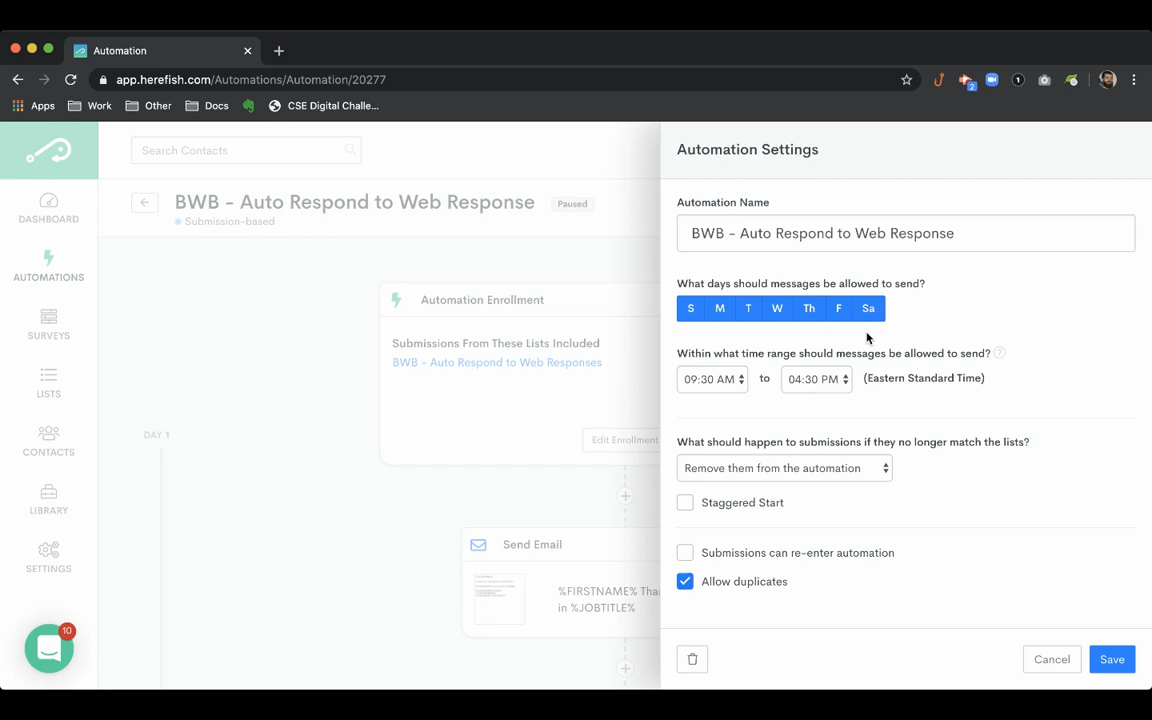 Automation
app.herefish.com/Automations/Automation/20277
2
1
Apps
Work
Other
Docs
CSE Digital Challe...
Search Contacts
BWB - Auto Respond to Web Response
Paused
Submission-based
DASHBOARD
AUTOMATIONS
SURVEYS
LISTS
CONTACTS
LIBRARY
SETTINGS
10
Automation Enrollment
Submissions From These Lists Included
BWB - Auto Respond to Web Responses
Edit Enrollment
DAY 1
Send Email
%FIRSTNAME% Tha
in %JOBTITLE%
Automation Settings
Automation Name
BWB - Auto Respond to Web Response
What days should messages be allowed to send?
S M T W Th F Sa
Within what time range should messages be allowed to send? ?
09:30 AM to 04:30 PM (Eastern Standard Time)
What should happen to submissions if they no longer match the lists?
Remove them from the automation
Staggered Start
Submissions can re-enter automation
Allow duplicates
Cancel
Save